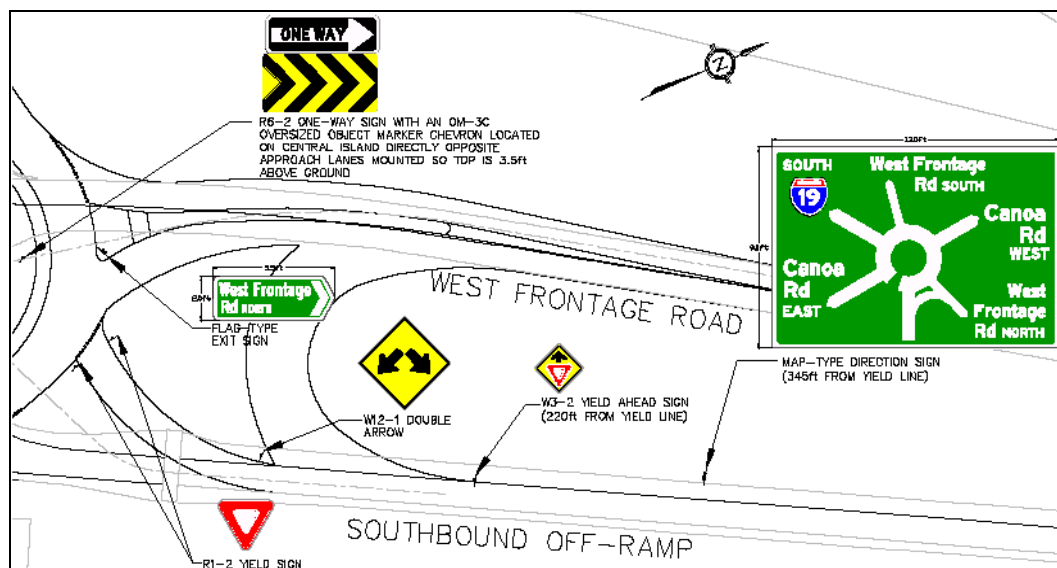 ONE WAY
R6-2 ONE-WAY SIGN WITH AN OM-3C
OVERSIZED OBJECT MARKER CHEVRON LOCATED
ON CENTRAL ISLAND DIRECTLY OPPOSITE
APPROACH LANES MOUNTED SO TOP IS 3.5ft
ABOVE GROUND
N
120ft
SOUTH
19
West Frontage
Rd SOUTH
Canoa
Rd
WEST
Canoa
Rd
EAST
West
Frontage
Rd NORTH
West Frontage
Rd NORTH
FLAG-TYPE
EXIT SIGN
WEST FRONTAGE ROAD
MAP-TYPE DIRECTION SIGN
(345ft FROM YIELD LINE)
W3-2 YIELD AHEAD SIGN
(220ft FROM YIELD LINE)
W12-1 DOUBLE
ARROW
SOUTHBOUND OFF-RAMP
R1-2 YIELD SIGN